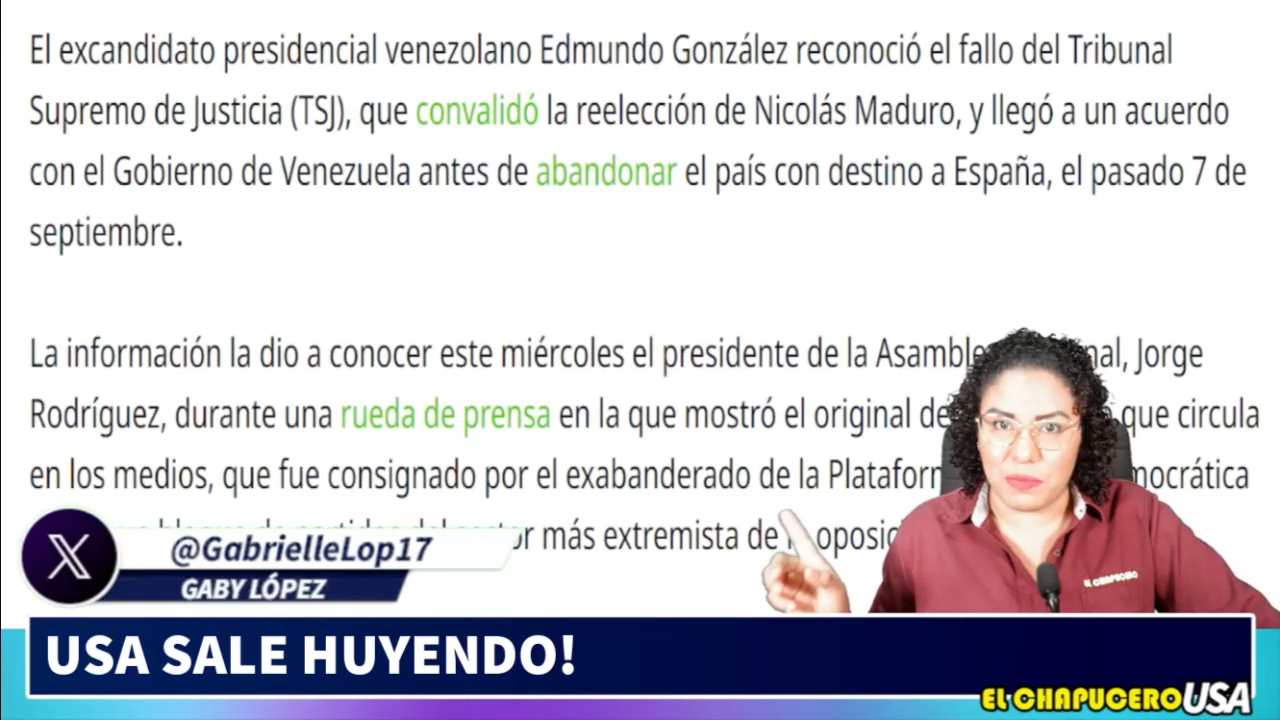 El excandidato presidencial venezolano Edmundo González reconoció el fallo del Tribunal
Supremo de Justicia (TSJ), que convalidó la reelección de Nicolás Maduro, y llegó a un acuerdo
con el Gobierno de Venezuela antes de abandonar el país con destino a España, el pasado 7 de
septiembre.
La información la dio a conocer este miércoles el presidente de la Jorge
Rodríguez, durante una rueda de prensa en la que mostró el original que circula
en los medios, que fue consignado por el exabanderado de la
más extremista de
X
@GabrielleLop17
GABY LÓPEZ
EL CHAPUCERO
USA SALE HUYENDO!
EL CHAPUCERO USA